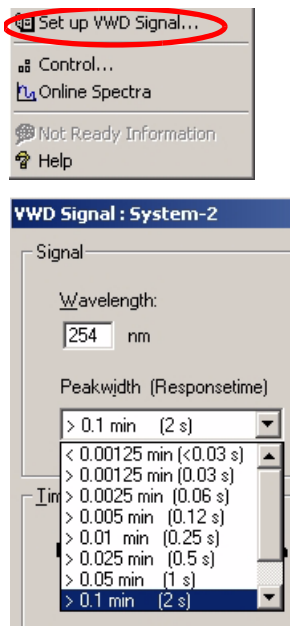 Set up VWD Signal...
Control...
Online Spectra
Not Ready Information
Help
VWD Signal : System-2
Signal
Wavelength:
254 nm
Peakwidth (Responsetime)
> 0.1 min (2 s)
< 0.00125 min (<0.03 s)
> 0.00125 min (0.03 s)
> 0.0025 min (0.06 s)
> 0.005 min (0.12 s)
> 0.01 min (0.25 s)
> 0.025 min (0.5 s)
> 0.05 min (1 s)
> 0.1 min (2 s)